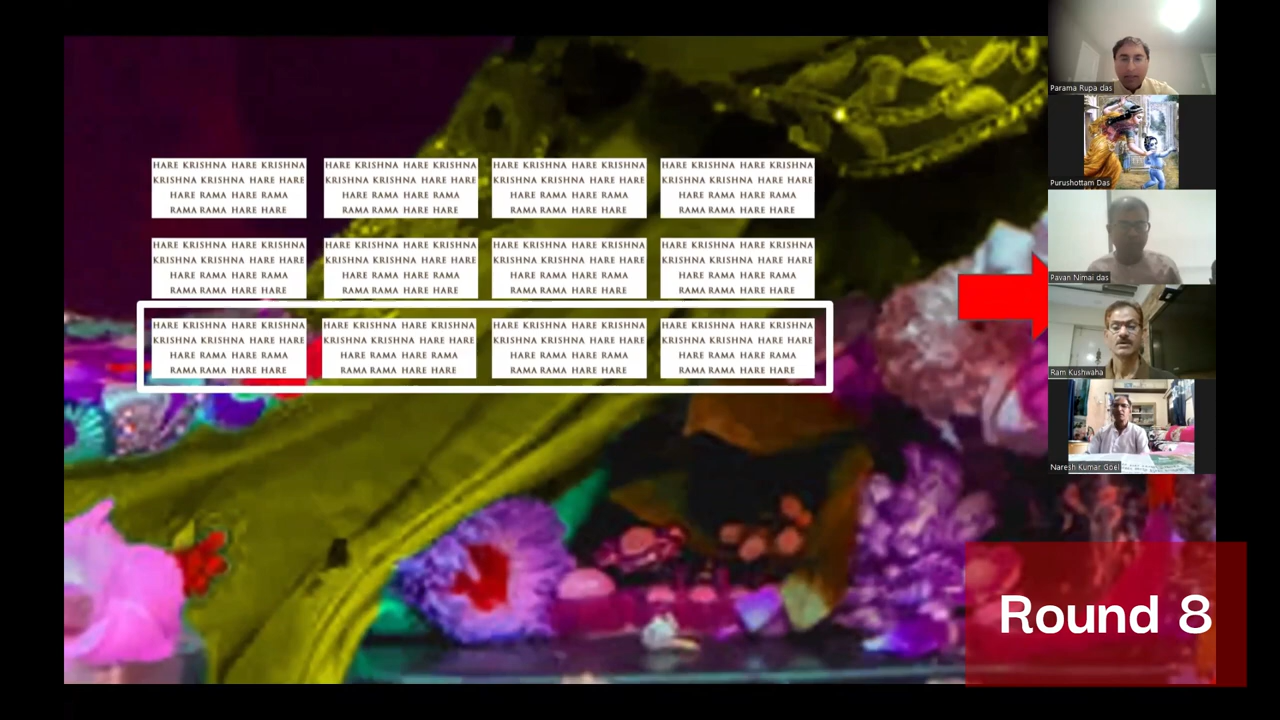 HARE KRISHNA HARE KRISHNA
KRISHNA KRISHNA HARE HARE
HARE RAMA HARE RAMA
RAMA RAMA HARE HARE
HARE KRISHNA HARE KRISHNA
KRISHNA KRISHNA HARE HARE
HARE RAMA HARE RAMA
RAMA RAMA HARE HARE
HARE KRISHNA HARE KRISHNA
KRISHNA KRISHNA HARE HARE
HARE RAMA HARE RAMA
RAMA RAMA HARE HARE
HARE KRISHNA HARE KRISHNA
KRISHNA KRISHNA HARE HARE
HARE RAMA HARE RAMA
RAMA RAMA HARE HARE
HARE KRISHNA HARE KRISHNA
KRISHNA KRISHNA HARE HARE
HARE RAMA HARE RAMA
RAMA RAMA HARE HARE
HARE KRISHNA HARE KRISHNA
KRISHNA KRISHNA HARE HARE
HARE RAMA HARE RAMA
RAMA RAMA HARE HARE
HARE KRISHNA HARE KRISHNA
KRISHNA KRISHNA HARE HARE
HARE RAMA HARE RAMA
RAMA RAMA HARE HARE
HARE KRISHNA HARE KRISHNA
KRISHNA KRISHNA HARE HARE
HARE RAMA HARE RAMA
RAMA RAMA HARE HARE
HARE KRISHNA HARE KRISHNA
KRISHNA KRISHNA HARE HARE
HARE RAMA HARE RAMA
RAMA RAMA HARE HARE
HARE KRISHNA HARE KRISHNA
KRISHNA KRISHNA HARE HARE
HARE RAMA HARE RAMA
RAMA RAMA HARE HARE
HARE KRISHNA HARE KRISHNA
KRISHNA KRISHNA HARE HARE
HARE RAMA HARE RAMA
RAMA RAMA HARE HARE
HARE KRISHNA HARE KRISHNA
KRISHNA KRISHNA HARE HARE
HARE RAMA HARE RAMA
RAMA RAMA HARE HARE
Parama Rupa das
Purushottam Das
Pavan Nimai das
Ram Kushwaha
Naresh Kumar Goel
Round 8